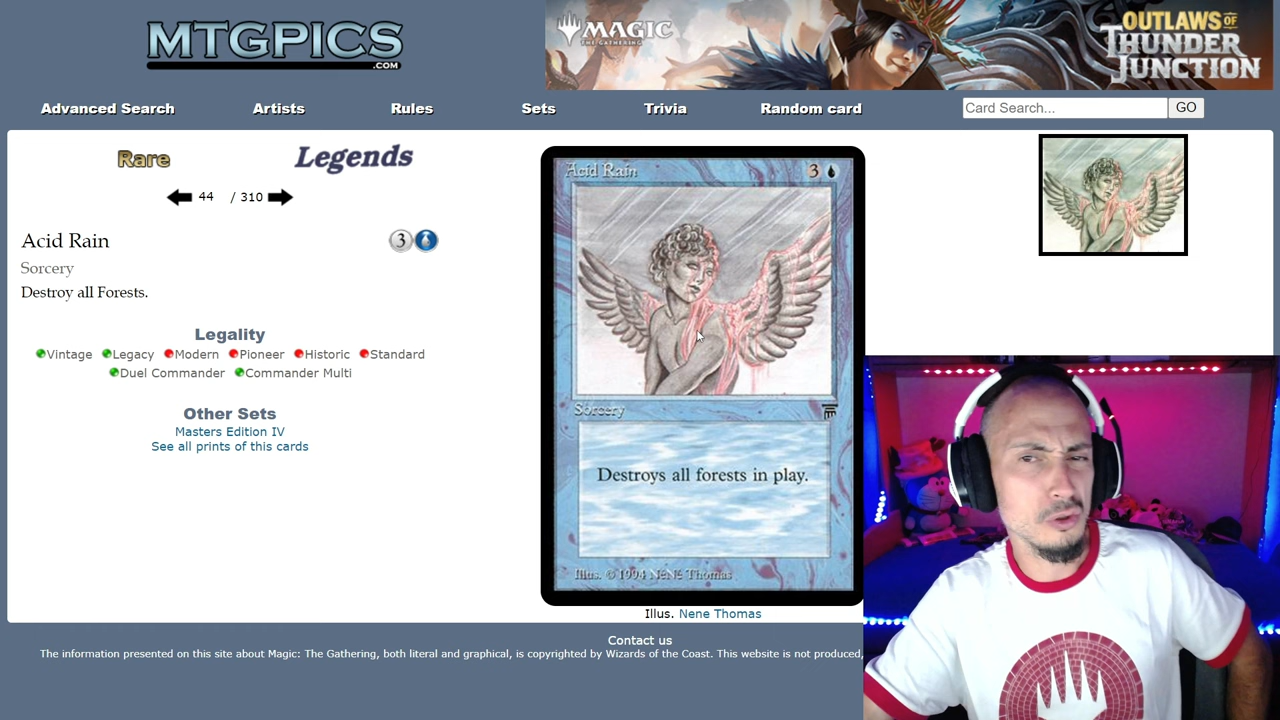 MTGPICS
.COM
MAGIC
THE GATHERING
OUTLAWS OF
THUNDER
JUNCTION
Advanced Search
Artists
Rules
Sets
Trivia
Random card
Card Search...
GO
Rare
Legends
44 / 310
Acid Rain
3
Sorcery
Destroy all Forests.
Legality
Vintage Legacy Modern Pioneer Historic Standard
Duel Commander Commander Multi
Other Sets
Masters Edition IV
See all prints of this cards
Acid Rain 3
Sorcery
Destroys all forests in play.
Illus. © 1994 NéNé Thomas
Illus. Nene Thomas
Contact us
The information presented on this site about Magic: The Gathering, both literal and graphical, is copyrighted by Wizards of the Coast. This website is not produced,